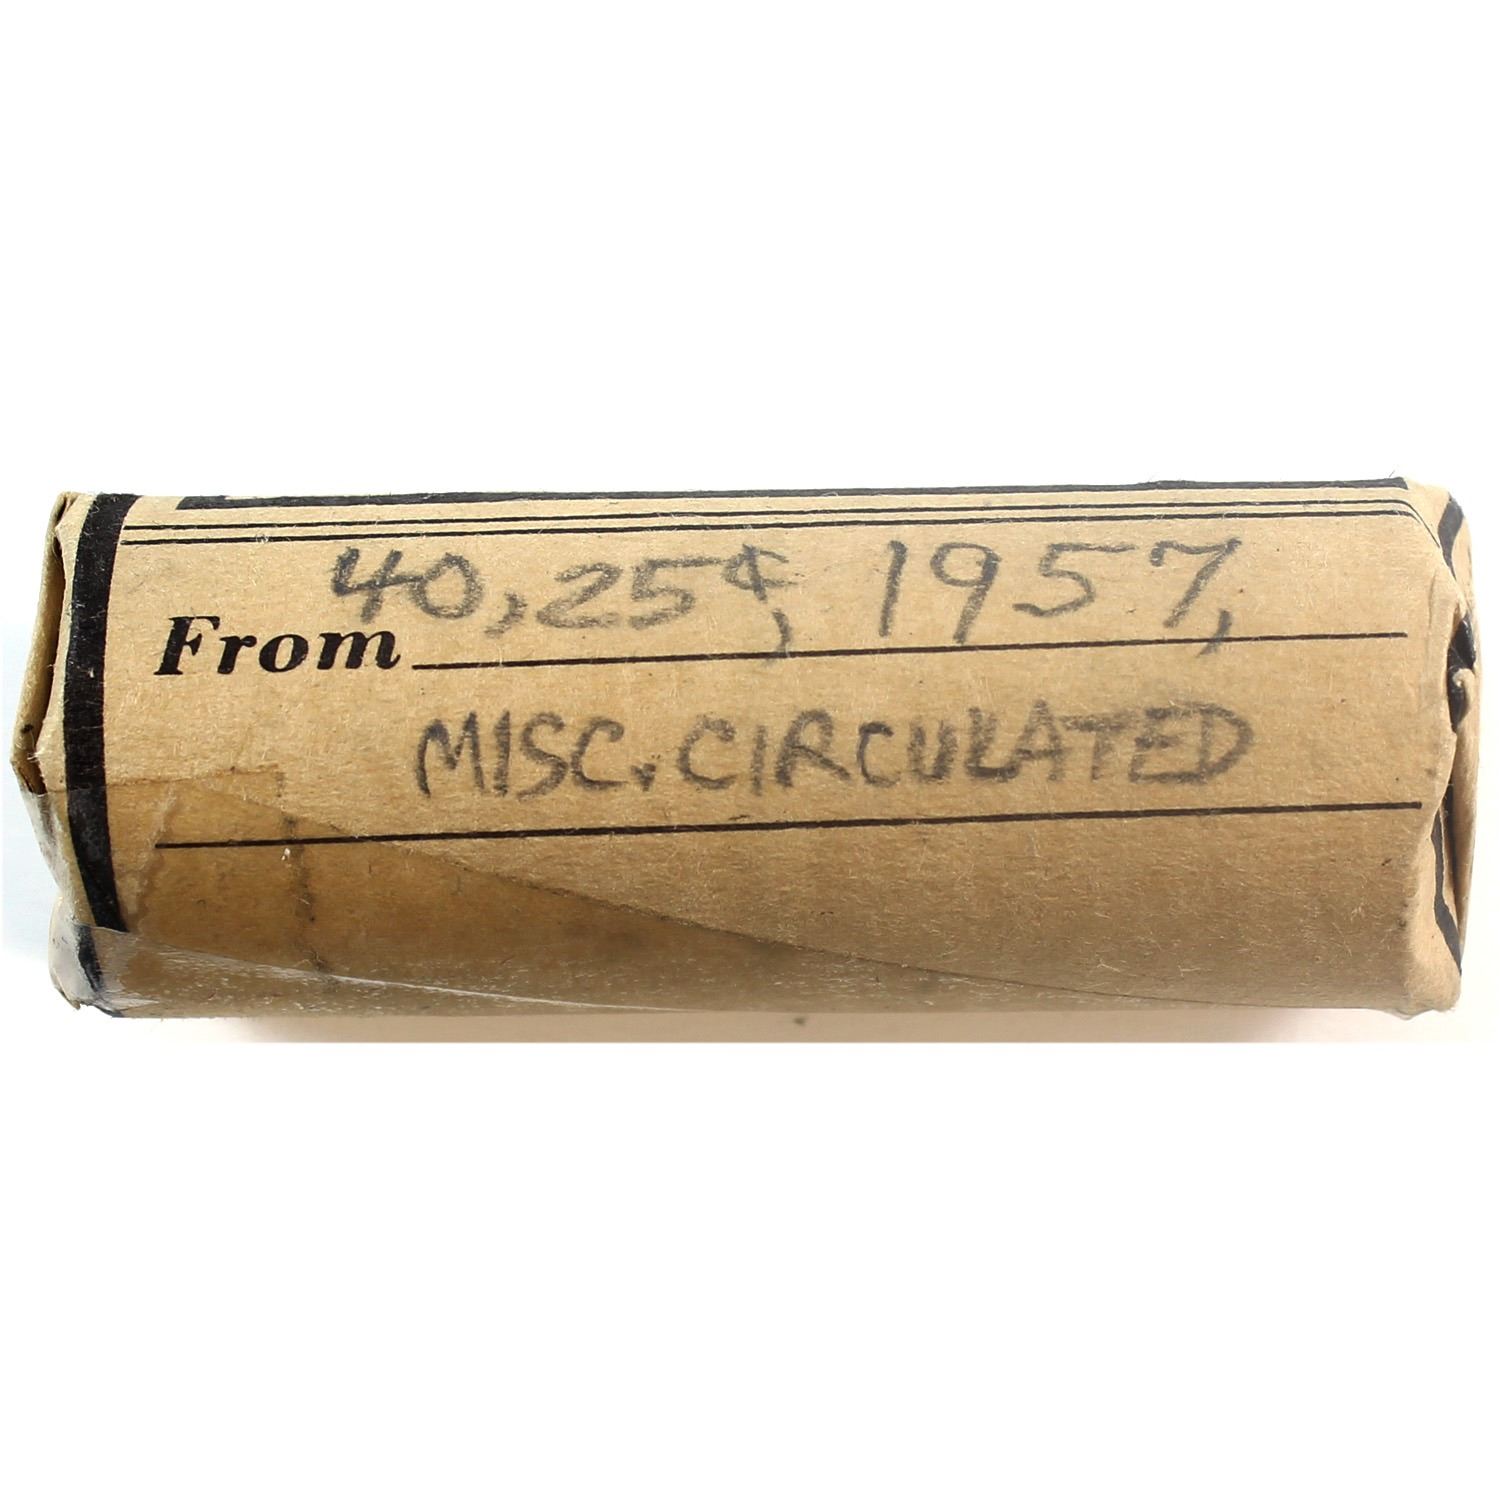 From 40, 25¢, 1957,
MISC. CIRCULATED